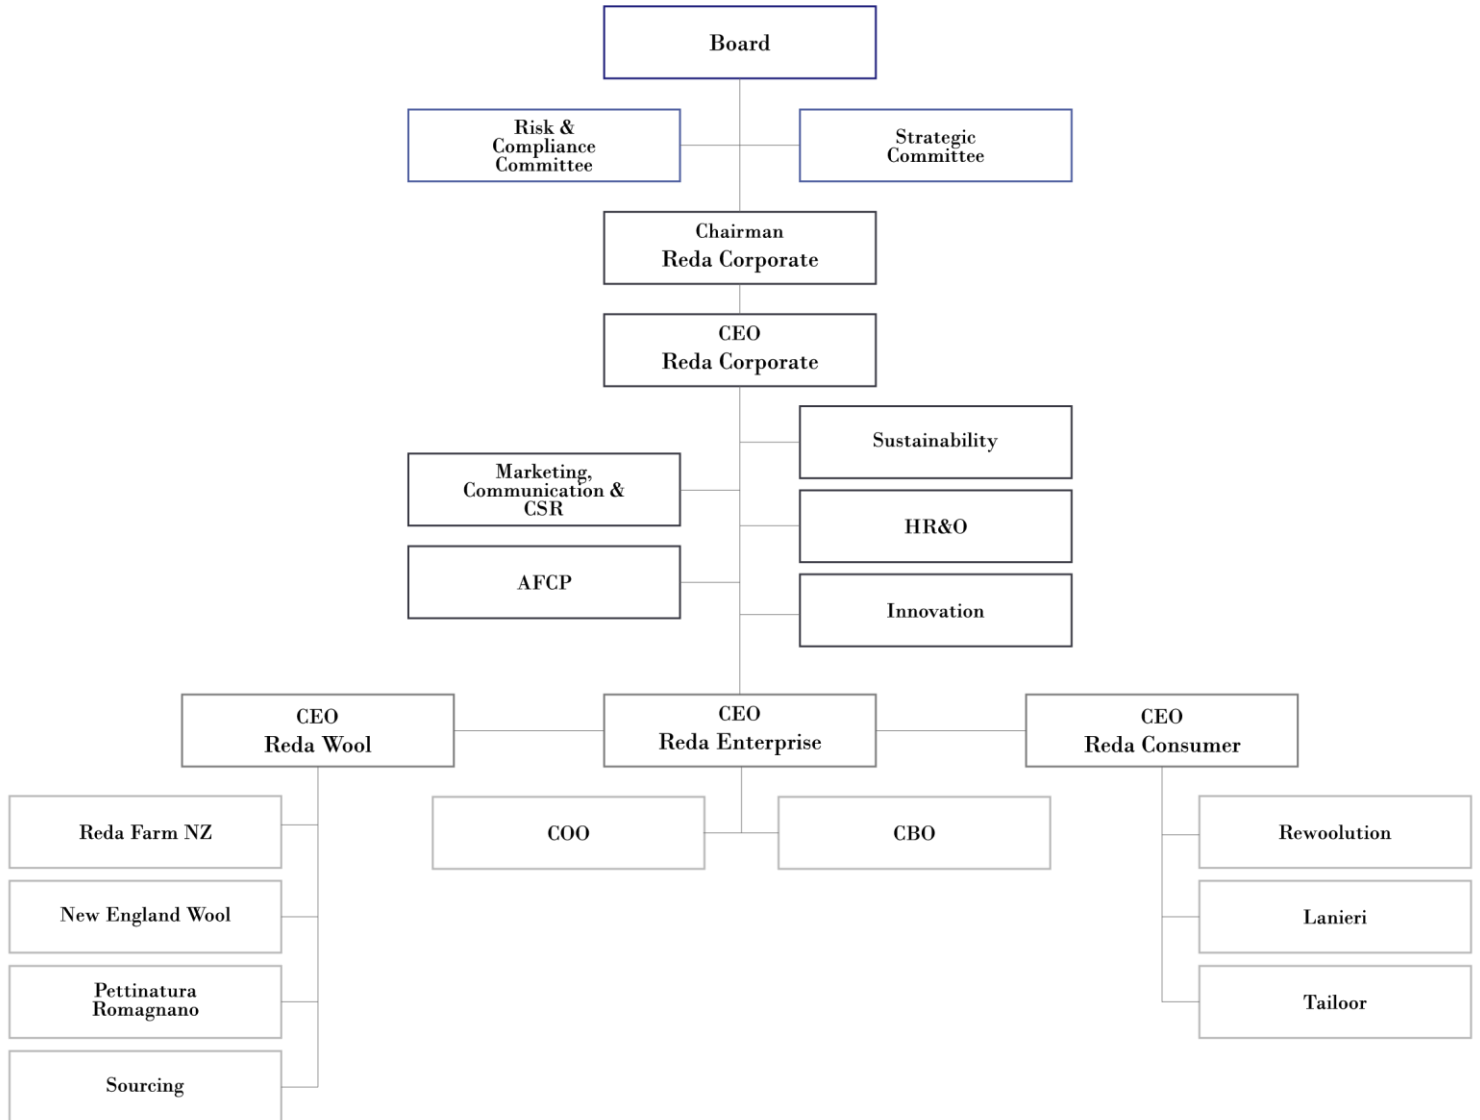 Board
Risk &
Compliance
Committee
Strategic
Committee
Chairman
Reda Corporate
CEO
Reda Corporate
Sustainability
Marketing,
Communication &
CSR
HR&O
AFCP
Innovation
CEO
Reda Wool
CEO
Reda Enterprise
CEO
Reda Consumer
Reda Farm NZ
COO
CBO
Rewoolution
New England Wool
Lanieri
Pettinatura
Romagnano
Tailoor
Sourcing